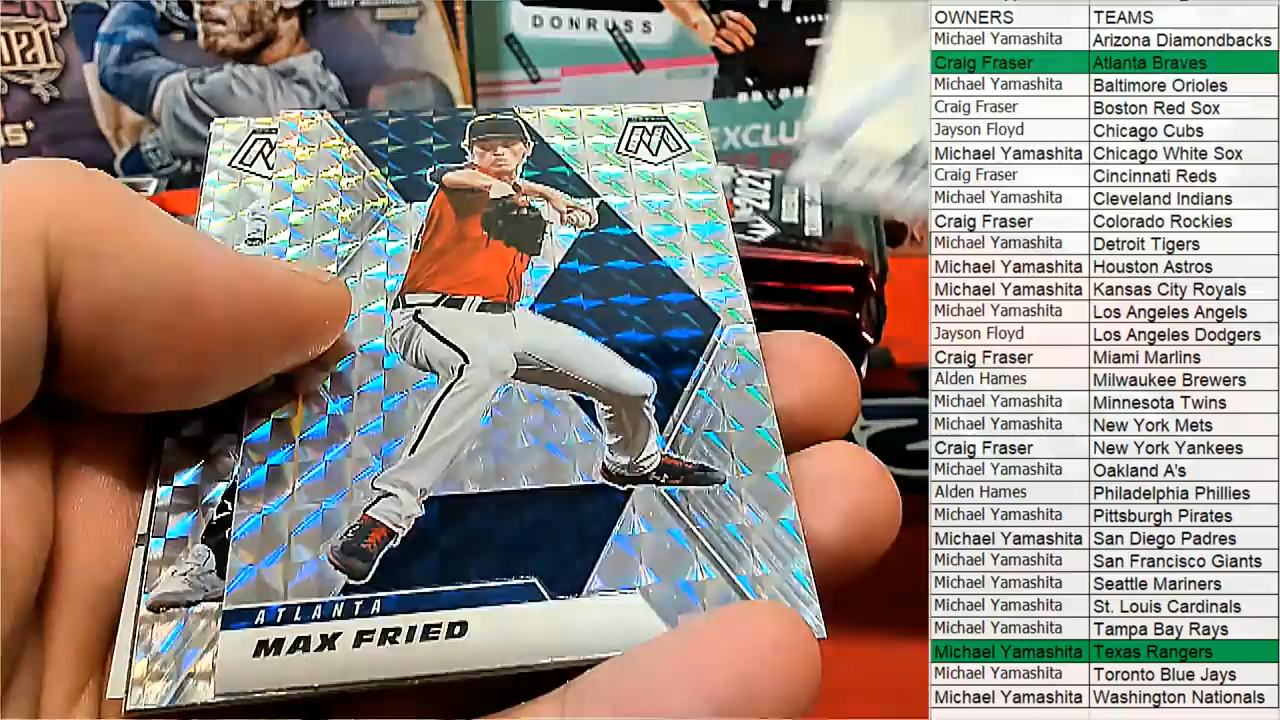 2021
DONRUSS
EXCLU
2021
ATLANTA
MAX FRIED
OWNERS TEAMS
Michael Yamashita Arizona Diamondbacks
Craig Fraser Atlanta Braves
Michael Yamashita Baltimore Orioles
Craig Fraser Boston Red Sox
Jayson Floyd Chicago Cubs
Michael Yamashita Chicago White Sox
Craig Fraser Cincinnati Reds
Michael Yamashita Cleveland Indians
Craig Fraser Colorado Rockies
Michael Yamashita Detroit Tigers
Michael Yamashita Houston Astros
Michael Yamashita Kansas City Royals
Michael Yamashita Los Angeles Angels
Jayson Floyd Los Angeles Dodgers
Craig Fraser Miami Marlins
Alden Hames Milwaukee Brewers
Michael Yamashita Minnesota Twins
Michael Yamashita New York Mets
Craig Fraser New York Yankees
Michael Yamashita Oakland A's
Alden Hames Philadelphia Phillies
Michael Yamashita Pittsburgh Pirates
Michael Yamashita San Diego Padres
Michael Yamashita San Francisco Giants
Michael Yamashita Seattle Mariners
Michael Yamashita St. Louis Cardinals
Michael Yamashita Tampa Bay Rays
Michael Yamashita Texas Rangers
Michael Yamashita Toronto Blue Jays
Michael Yamashita Washington Nationals